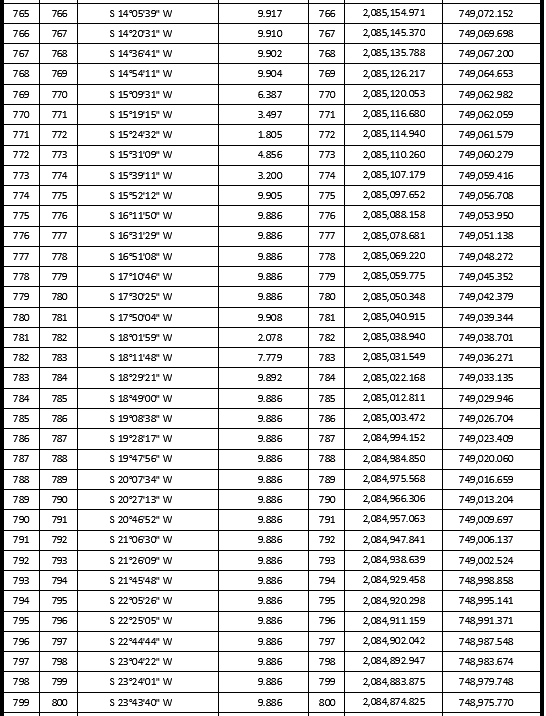 765 766 S 14°05'39" W 9.917 766 2,085,154.971 749,072.152
766 767 S 14°20'31" W 9.910 767 2,085,145.370 749,069.698
767 768 S 14°36'41" W 9.902 768 2,085,135.788 749,067.200
768 769 S 14°54'11" W 9.904 769 2,085,126.217 749,064.653
769 770 S 15°09'31" W 6.387 770 2,085,120.053 749,062.982
770 771 S 15°19'15" W 3.497 771 2,085,116.680 749,062.059
771 772 S 15°24'32" W 1.805 772 2,085,114.940 749,061.579
772 773 S 15°31'09" W 4.856 773 2,085,110.260 749,060.279
773 774 S 15°39'11" W 3.200 774 2,085,107.179 749,059.416
774 775 S 15°52'12" W 9.905 775 2,085,097.652 749,056.708
775 776 S 16°11'50" W 9.886 776 2,085,088.158 749,053.950
776 777 S 16°31'29" W 9.886 777 2,085,078.681 749,051.138
777 778 S 16°51'08" W 9.886 778 2,085,069.220 749,048.272
778 779 S 17°10'46" W 9.886 779 2,085,059.775 749,045.352
779 780 S 17°30'25" W 9.886 780 2,085,050.348 749,042.379
780 781 S 17°50'04" W 9.908 781 2,085,040.915 749,039.344
781 782 S 18°01'59" W 2.078 782 2,085,038.940 749,038.701
782 783 S 18°11'48" W 7.779 783 2,085,031.549 749,036.271
783 784 S 18°29'21" W 9.892 784 2,085,022.168 749,033.135
784 785 S 18°49'00" W 9.886 785 2,085,012.811 749,029.946
785 786 S 19°08'38" W 9.886 786 2,085,003.472 749,026.704
786 787 S 19°28'17" W 9.886 787 2,084,994.152 749,023.409
787 788 S 19°47'56" W 9.886 788 2,084,984.850 749,020.060
788 789 S 20°07'34" W 9.886 789 2,084,975.568 749,016.659
789 790 S 20°27'13" W 9.886 790 2,084,966.306 749,013.204
790 791 S 20°46'52" W 9.886 791 2,084,957.063 749,009.697
791 792 S 21°06'30" W 9.886 792 2,084,947.841 749,006.137
792 793 S 21°26'09" W 9.886 793 2,084,938.639 749,002.524
793 794 S 21°45'48" W 9.886 794 2,084,929.458 748,998.858
794 795 S 22°05'26" W 9.886 795 2,084,920.298 748,995.141
795 796 S 22°25'05" W 9.886 796 2,084,911.159 748,991.371
796 797 S 22°44'44" W 9.886 797 2,084,902.042 748,987.548
797 798 S 23°04'22" W 9.886 798 2,084,892.947 748,983.674
798 799 S 23°24'01" W 9.886 799 2,084,883.875 748,979.748
799 800 S 23°43'40" W 9.886 800 2,084,874.825 748,975.770